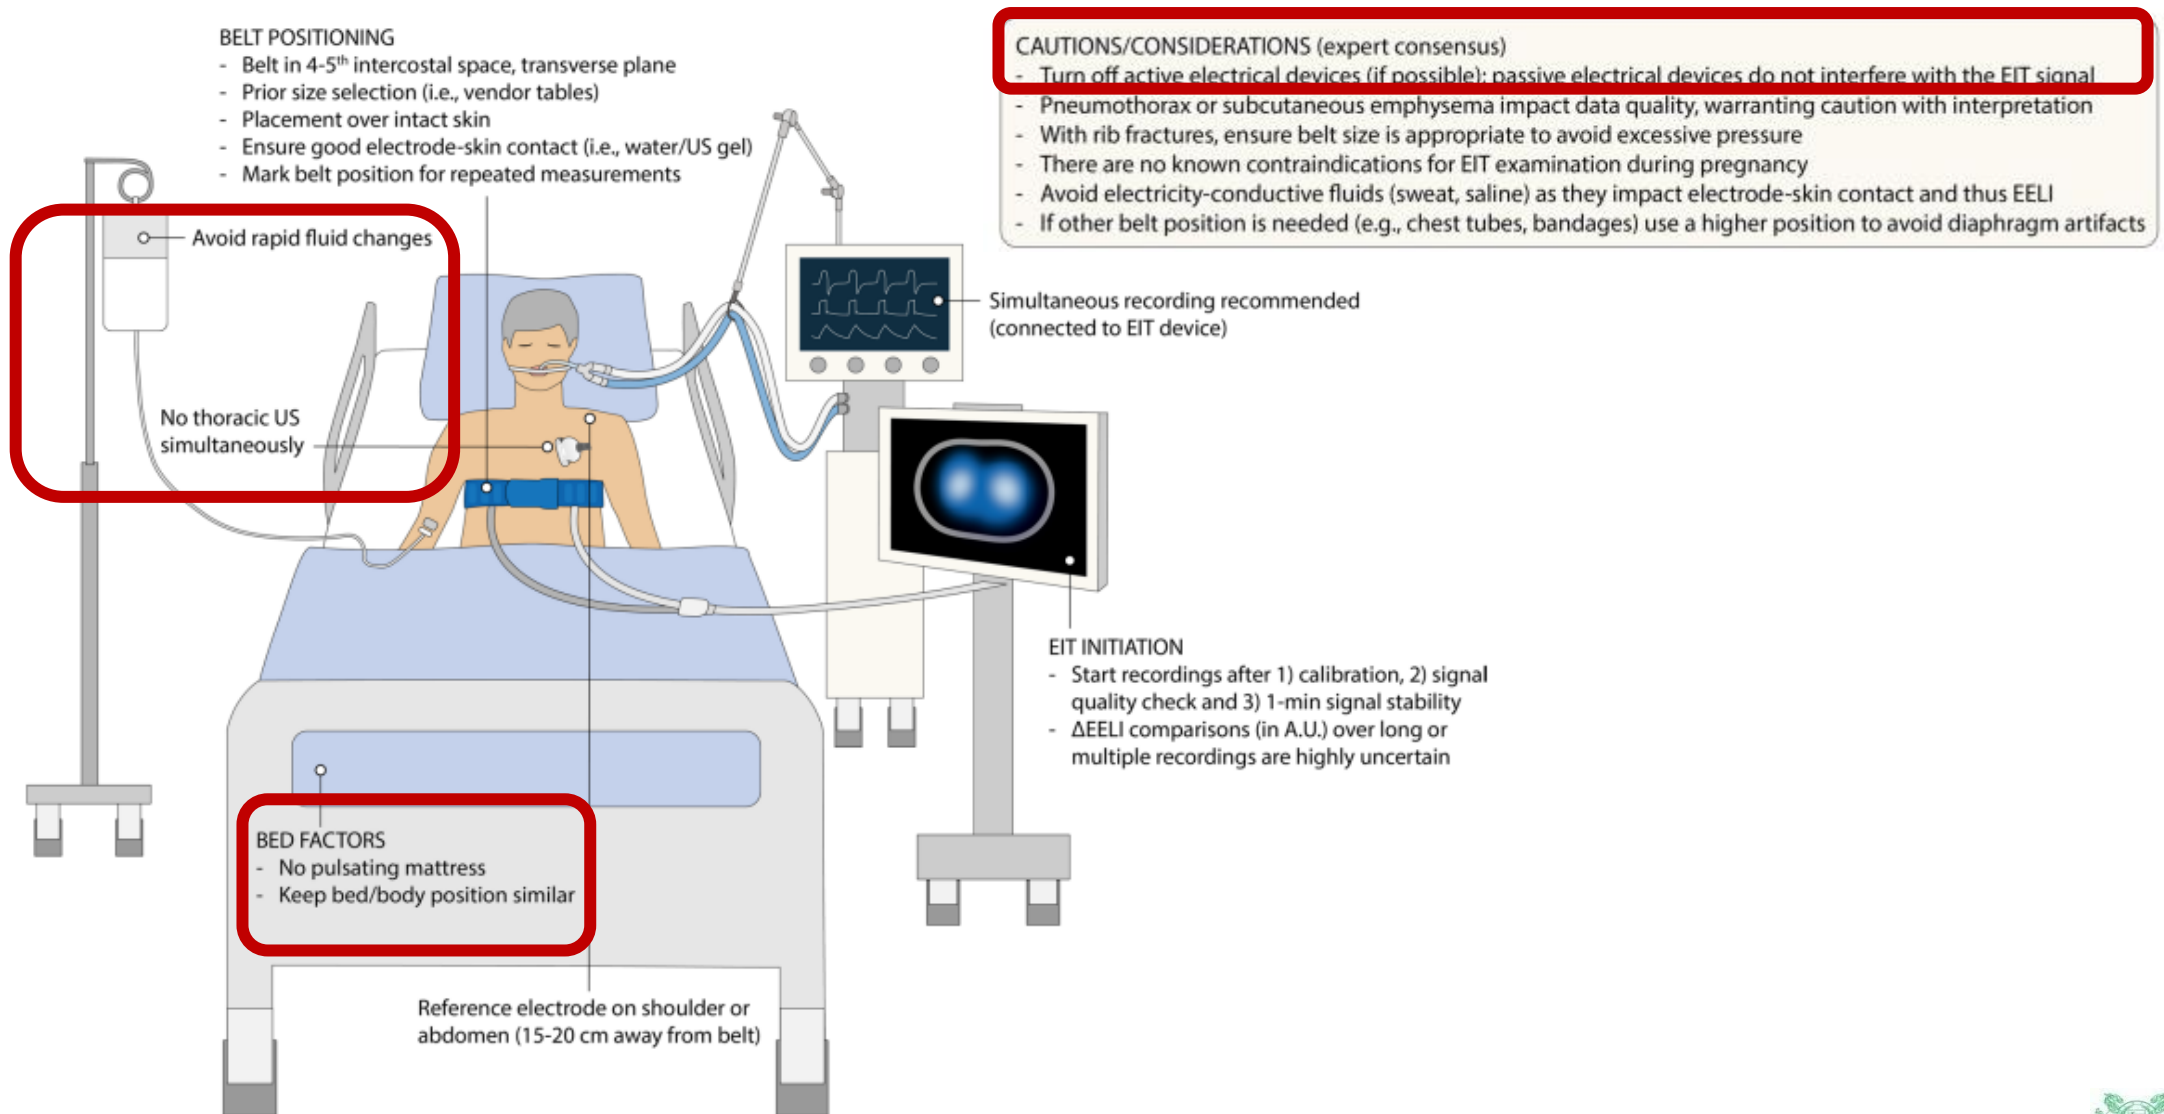 BELT POSITIONING
- Belt in 4-5th intercostal space, transverse plane
- Prior size selection (i.e., vendor tables)
- Placement over intact skin
- Ensure good electrode-skin contact (i.e., water/US gel)
- Mark belt position for repeated measurements
CAUTIONS/CONSIDERATIONS (expert consensus)
- Turn off active electrical devices (if possible); passive electrical devices do not interfere with the EIT signal
- Pneumothorax or subcutaneous emphysema impact data quality, warranting caution with interpretation
- With rib fractures, ensure belt size is appropriate to avoid excessive pressure
- There are no known contraindications for EIT examination during pregnancy
- Avoid electricity-conductive fluids (sweat, saline) as they impact electrode-skin contact and thus EELI
- If other belt position is needed (e.g., chest tubes, bandages) use a higher position to avoid diaphragm artifacts
Avoid rapid fluid changes
Simultaneous recording recommended
(connected to EIT device)
No thoracic US
simultaneously
EIT INITIATION
- Start recordings after 1) calibration, 2) signal
quality check and 3) 1-min signal stability
- ΔEELI comparisons (in A.U.) over long or
multiple recordings are highly uncertain
BED FACTORS
- No pulsating mattress
- Keep bed/body position similar
Reference electrode on shoulder or
abdomen (15-20 cm away from belt)